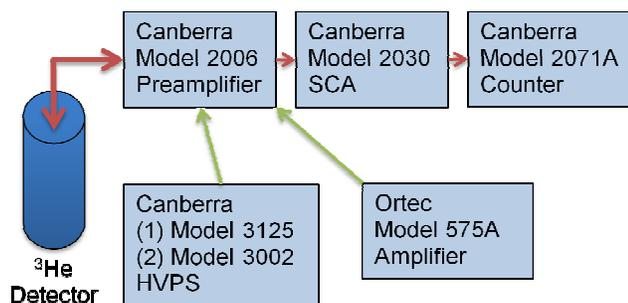 Canberra
Model 2006
Preamplifier
Canberra
Model 2030
SCA
Canberra
Model 2071A
Counter
Canberra
(1) Model 3125
(2) Model 3002
HVPS
Ortec
Model 575A
Amplifier
³He
Detector